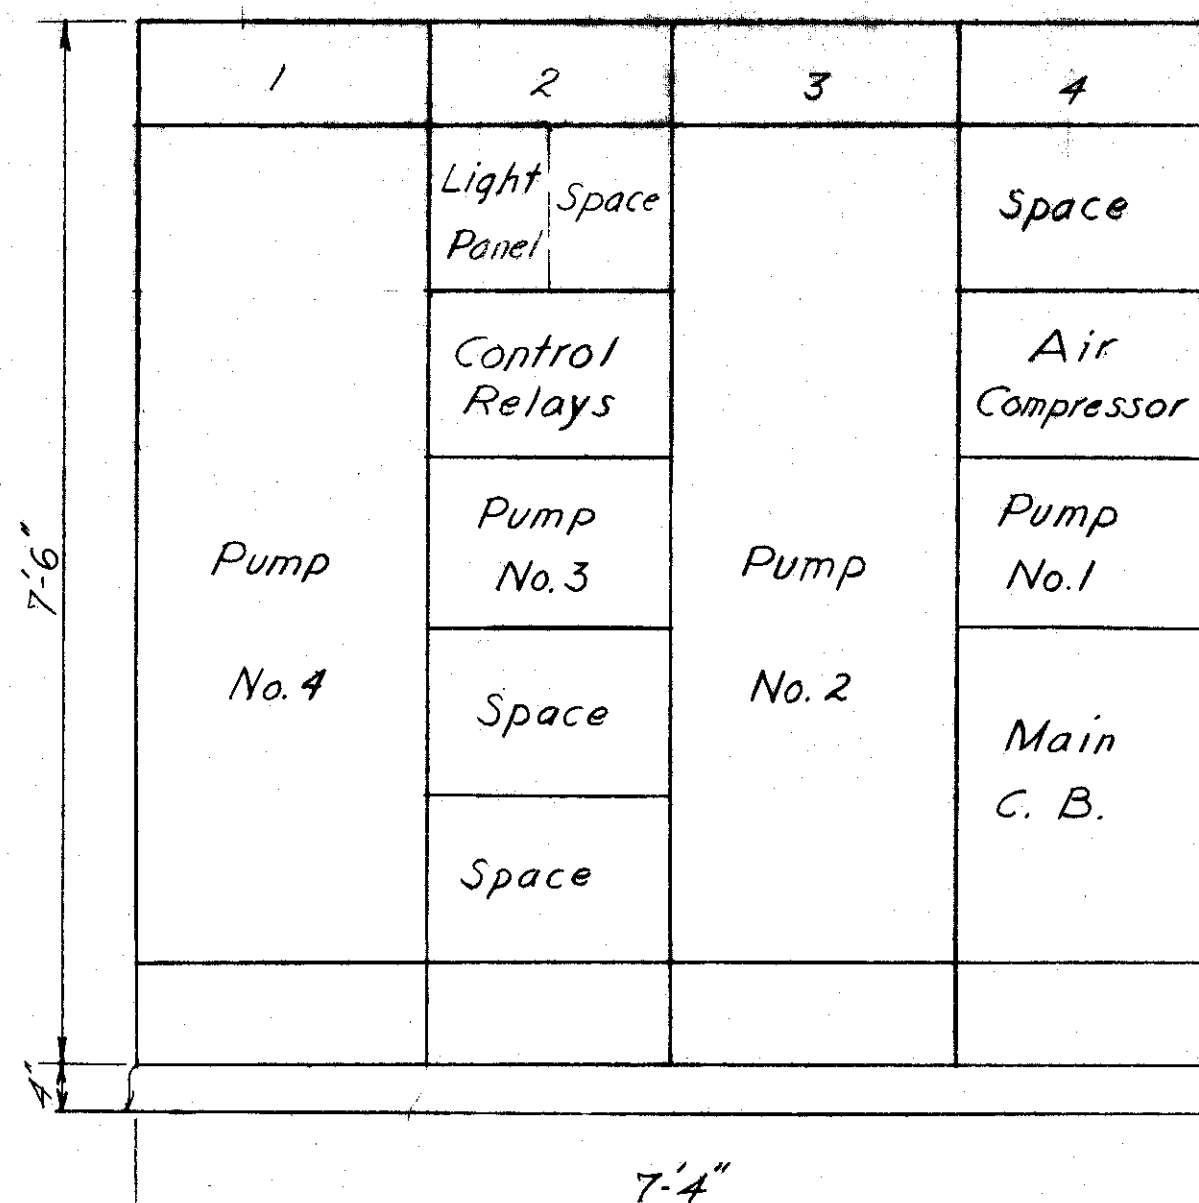 1
2
3
4
Light
Panel
Space
Space
Control
Relays
Air
Compressor
Pump
No. 3
Pump
No. 1
Pump
No. 4
Pump
No. 2
Space
Main
C. B.
Space
7'-6"
4"
7'-4"